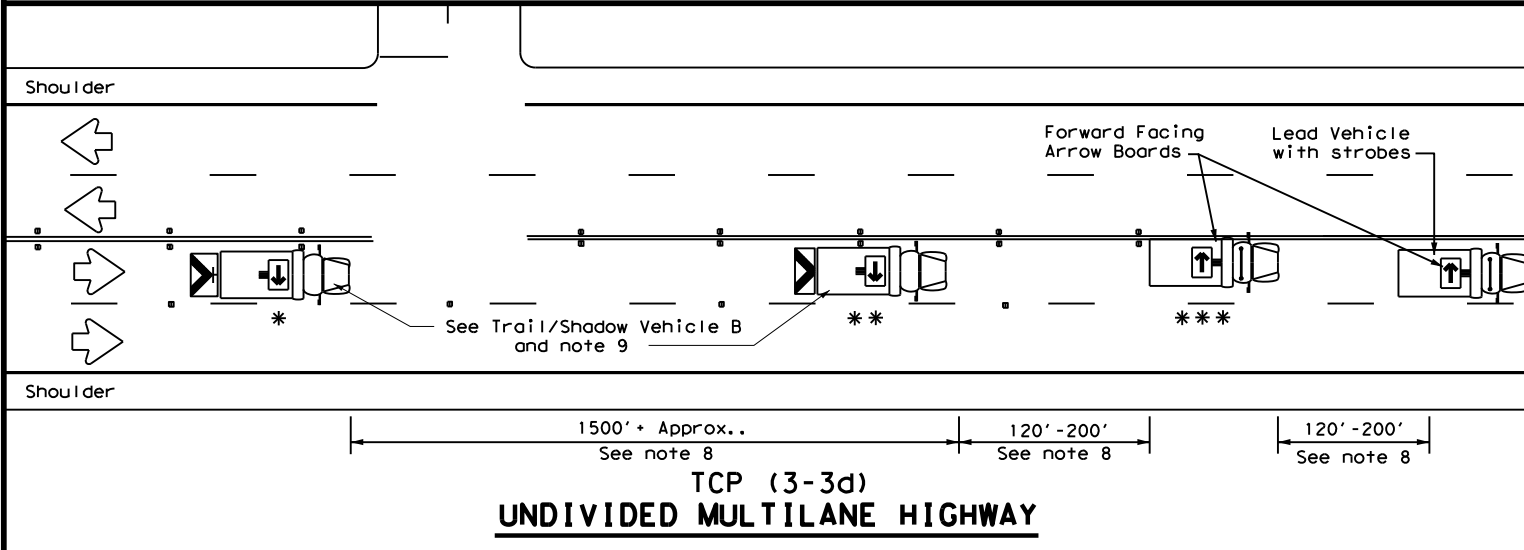 Shoulder
Forward Facing
Arrow Boards
Lead Vehicle
with strobes
*
**
***
See Trail/Shadow Vehicle B
and note 9
Shoulder
1500'+ Approx..
See note 8
120'-200'
See note 8
120'-200'
See note 8
TCP (3-3d)
UNDIVIDED MULTILANE HIGHWAY